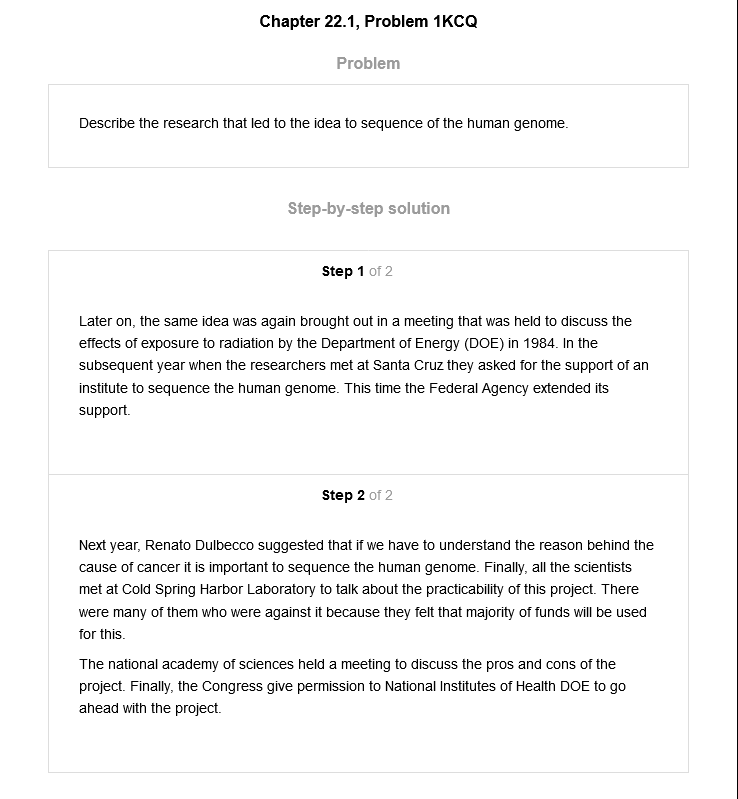 Chapter 22.1, Problem 1KCQ
Problem
Describe the research that led to the idea to sequence of the human genome.
Step-by-step solution
Step 1 of 2
Later on, the same idea was again brought out in a meeting that was held to discuss the
effects of exposure to radiation by the Department of Energy (DOE) in 1984. In the
subsequent year when the researchers met at Santa Cruz they asked for the support of an
institute to sequence the human genome. This time the Federal Agency extended its
support.
Step 2 of 2
Next year, Renato Dulbecco suggested that if we have to understand the reason behind the
cause of cancer it is important to sequence the human genome. Finally, all the scientists
met at Cold Spring Harbor Laboratory to talk about the practicability of this project. There
were many of them who were against it because they felt that majority of funds will be used
for this.
The national academy of sciences held a meeting to discuss the pros and cons of the
project. Finally, the Congress give permission to National Institutes of Health DOE to go
ahead with the project.